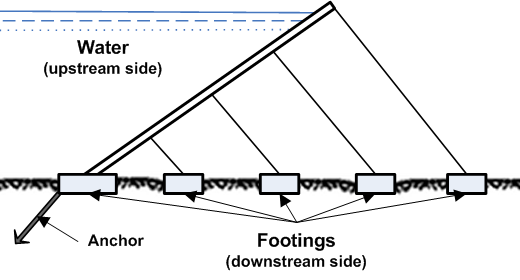 Water
(upstream side)
Anchor
Footings
(downstream side)